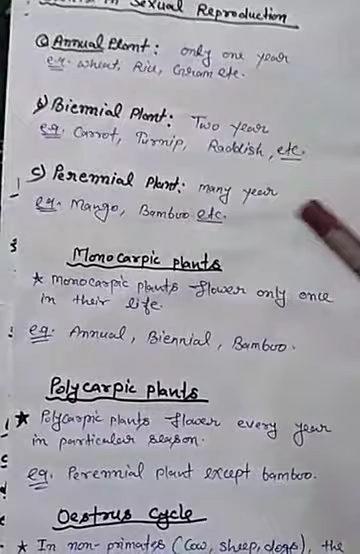 in Sexual Reproduction
a) Annual Plant: only one year
eg. Wheat, Rice, Gram etc.
b) Biennial Plant: Two year
eg. Carrot, Turnip, Raddish, etc.
c) Perennial Plant: many year
eg. Mango, Bamboo etc.
Monocarpic plants
* Monocarpic plants flower only once
in their life.
eg. Annual, Biennial, Bamboo.
Polycarpic plants
* Polycarpic plants flower every year
in particular season.
eg. Perennial plant except bamboo.
Oestrus Cycle
* In non-primates (Cow, sheep, dogs), the